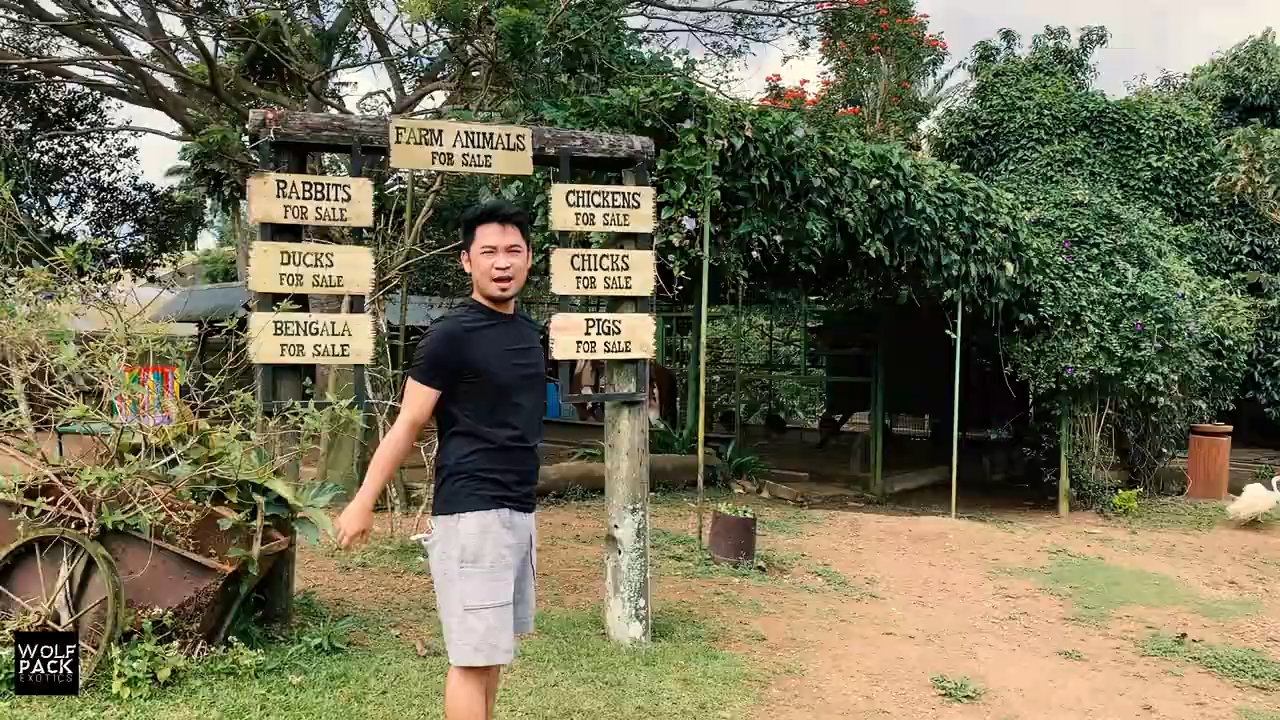 FARM ANIMALS
FOR SALE
RABBITS
FOR SALE
DUCKS
FOR SALE
BENGALA
FOR SALE
CHICKENS
FOR SALE
CHICKS
FOR SALE
PIGS
FOR SALE
WOLF
PACK
EXOTICS